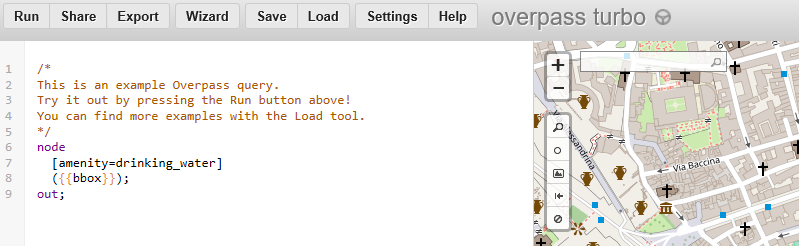 Run Share Export Wizard Save Load Settings Help overpass turbo
1 /*
2 This is an example Overpass query.
3 Try it out by pressing the Run button above!
4 You can find more examples with the Load tool.
5 */
6 node
7 [amenity=drinking_water]
8 ({{bbox}});
9 out;
essandrina
Via Baccina